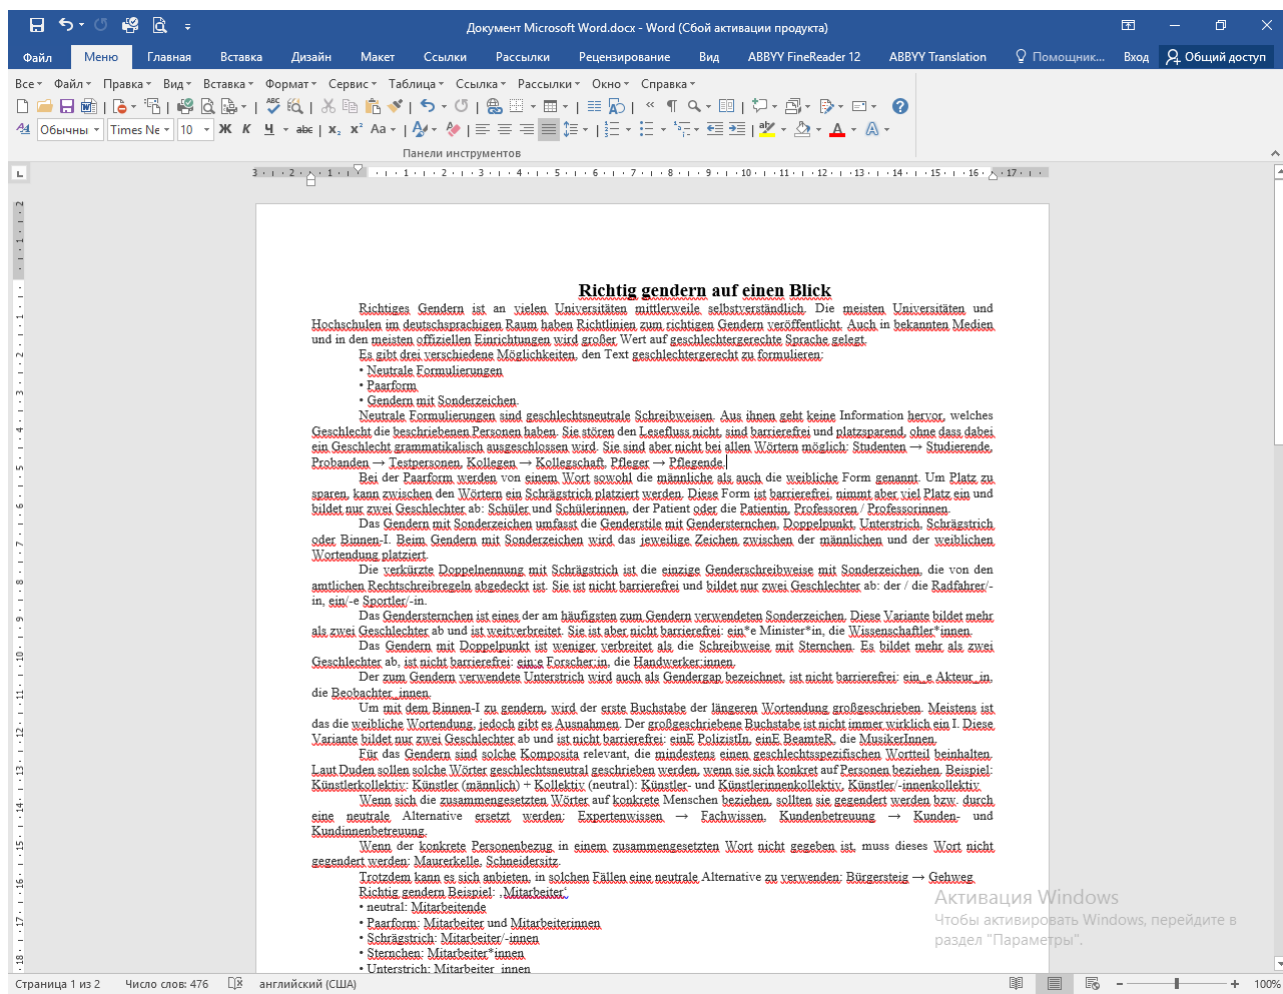 Документ Microsoft Word.docx - Word (Сбой активации продукта)
Файл Меню Главная Вставка Дизайн Макет Ссылки Рассылки Рецензирование Вид ABBYY FineReader 12 ABBYY Translation Помощник... Вход Общий доступ
Все Файл Правка Вид Вставка Формат Сервис Таблица Ссылка Рассылки Окно Справка
Обычны Times Ne 10 Ж К Ч abc x₂ x² Aa
Панели инструментов
3 2 1 1 2 3 4 5 6 7 8 9 10 11 12 13 14 15 16 17
Richtig gendern auf einen Blick
Richtiges Gendern ist an vielen Universitäten mittlerweile selbstverständlich. Die meisten Universitäten und
Hochschulen im deutschsprachigen Raum haben Richtlinien zum richtigen Gendern veröffentlicht. Auch in bekannten Medien
und in den meisten offiziellen Einrichtungen wird großer Wert auf geschlechtergerechte Sprache gelegt.
Es gibt drei verschiedene Möglichkeiten, den Text geschlechtergerecht zu formulieren:
• Neutrale Formulierungen
• Paarform
• Gendern mit Sonderzeichen.
Neutrale Formulierungen sind geschlechtsneutrale Schreibweisen. Aus ihnen geht keine Information hervor, welches
Geschlecht die beschriebenen Personen haben. Sie stören den Lesefluss nicht, sind barrierefrei und platzsparend, ohne dass dabei
ein Geschlecht grammatikalisch ausgeschlossen wird. Sie sind aber nicht bei allen Wörtern möglich: Studenten → Studierende,
Probanden → Testpersonen, Kollegen → Kollegschaft, Pfleger → Pflegende.
Bei der Paarform werden von einem Wort sowohl die männliche als auch die weibliche Form genannt. Um Platz zu
sparen, kann zwischen den Wörtern ein Schrägstrich platziert werden. Diese Form ist barrierefrei, nimmt aber viel Platz ein und
bildet nur zwei Geschlechter ab: Schüler und Schülerinnen, der Patient oder die Patientin, Professoren / Professorinnen.
Das Gendern mit Sonderzeichen umfasst die Genderstile mit Gendersternchen, Doppelpunkt, Unterstrich, Schrägstrich
oder Binnen-I. Beim Gendern mit Sonderzeichen wird das jeweilige Zeichen zwischen der männlichen und der weiblichen
Wortendung platziert.
Die verkürzte Doppelnennung mit Schrägstrich ist die einzige Genderschreibweise mit Sonderzeichen, die von den
amtlichen Rechtschreibregeln abgedeckt ist. Sie ist nicht barrierefrei und bildet nur zwei Geschlechter ab: der / die Radfahrer/-
in, ein/-e Sportler/-in.
Das Gendersternchen ist eines der am häufigsten zum Gendern verwendeten Sonderzeichen. Diese Variante bildet mehr
als zwei Geschlechter ab und ist weitverbreitet. Sie ist aber nicht barrierefrei: ein*e Minister*in, die Wissenschaftler*innen.
Das Gendern mit Doppelpunkt ist weniger verbreitet als die Schreibweise mit Sternchen. Es bildet mehr als zwei
Geschlechter ab, ist nicht barrierefrei: ein:e Forscher:in, die Handwerker:innen.
Der zum Gendern verwendete Unterstrich wird auch als Gendergap bezeichnet, ist nicht barrierefrei: ein_e Akteur_in,
die Beobachter_innen.
Um mit dem Binnen-I zu gendern, wird der erste Buchstabe der längeren Wortendung großgeschrieben. Meistens ist
das die weibliche Wortendung, jedoch gibt es Ausnahmen. Der großgeschriebene Buchstabe ist nicht immer wirklich ein I. Diese
Variante bildet nur zwei Geschlechter ab und ist nicht barrierefrei: einE PolizistIn, einE BeamteR, die MusikerInnen.
Für das Gendern sind solche Komposita relevant, die mindestens einen geschlechtsspezifischen Wortteil beinhalten.
Laut Duden sollen solche Wörter geschlechtsneutral geschrieben werden, wenn sie sich konkret auf Personen beziehen. Beispiel:
Künstlerkollektiv: Künstler (männlich) + Kollektiv (neutral): Künstler- und Künstlerinnenkollektiv, Künstler/-innenkollektiv.
Wenn sich die zusammengesetzten Wörter auf konkrete Menschen beziehen, sollten sie gegendert werden bzw. durch
eine neutrale Alternative ersetzt werden: Expertenwissen → Fachwissen, Kundenbetreuung → Kunden- und
Kundinnenbetreuung.
Wenn der konkrete Personenbezug in einem zusammengesetzten Wort nicht gegeben ist, muss dieses Wort nicht
gegendert werden: Maurerkelle, Schneidersitz.
Trotzdem kann es sich anbieten, in solchen Fällen eine neutrale Alternative zu verwenden: Bürgersteig → Gehweg.
Richtig gendern Beispiel: ‚Mitarbeiter‘
• neutral: Mitarbeitende
• Paarform: Mitarbeiter und Mitarbeiterinnen
• Schrägstrich: Mitarbeiter/-innen
• Sternchen: Mitarbeiter*innen
• Unterstrich: Mitarbeiter_innen
Активация Windows
Чтобы активировать Windows, перейдите в
раздел "Параметры".
Страница 1 из 2 Число слов: 476 английский (США) 100%